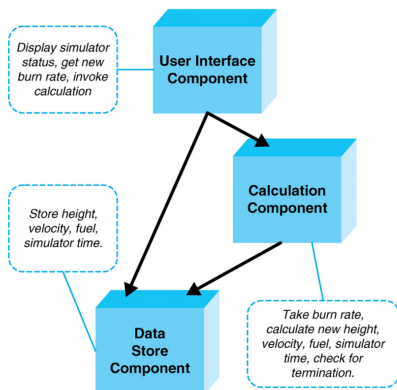 Display simulator
status, get new
burn rate, invoke
calculation
User Interface
Component
Calculation
Component
Store height,
velocity, fuel,
simulator time.
Data
Store
Component
Take burn rate,
calculate new height,
velocity, fuel, simulator
time, check for
termination.